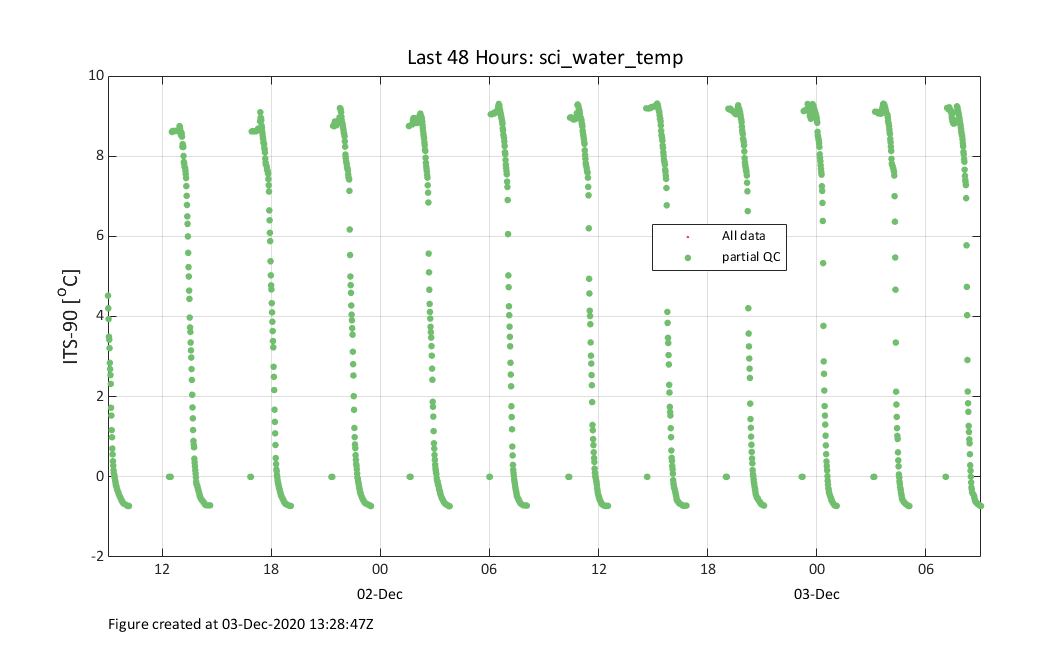 Last 48 Hours: sci_water_temp
10
8
6
4
2
0
-2
ITS-90 [°C]
All data
partial QC
12 18 00 06 12 18 00 06
02-Dec 03-Dec
Figure created at 03-Dec-2020 13:28:47Z